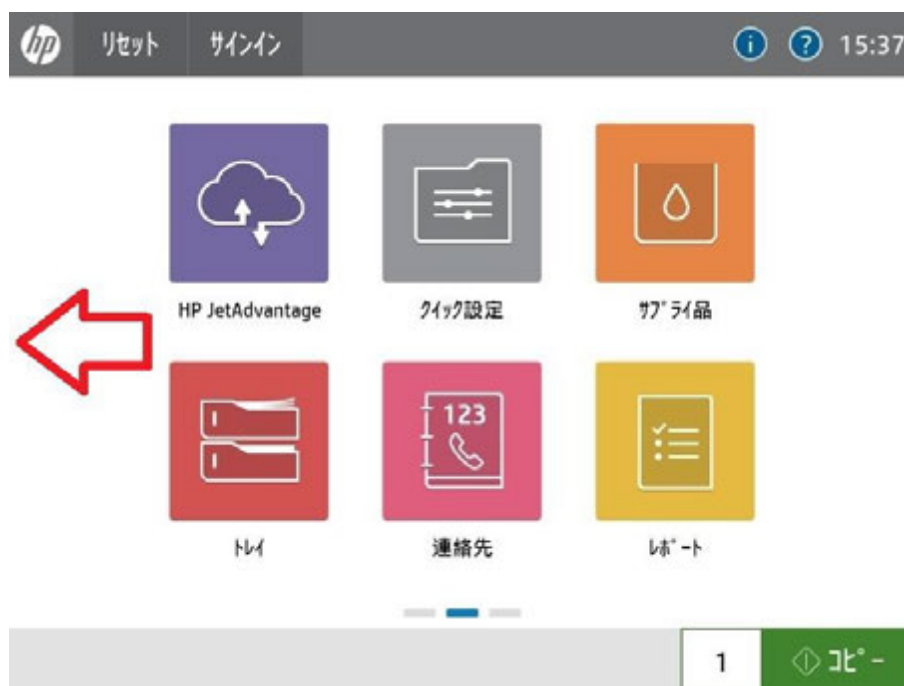 hp リセット サインイン i ? 15:37
HP JetAdvantage クイック設定 サプライ品
123
トレイ 連絡先 レポート
1 コピー